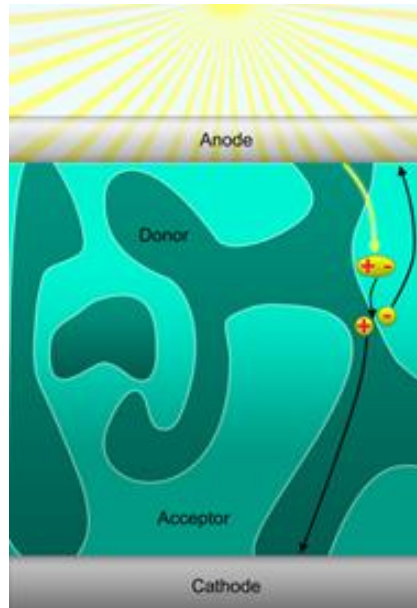 Anode
Donor
+ -
-
+
Acceptor
Cathode